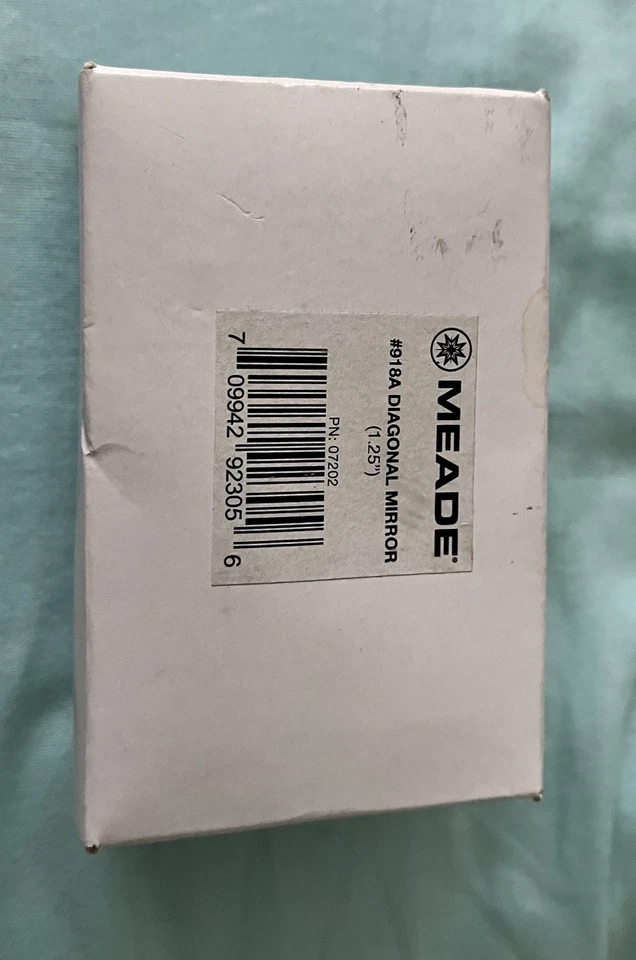 MEADE®
#918A DIAGONAL MIRROR
(1.25")
PN: 07202
7 09942 92305 6